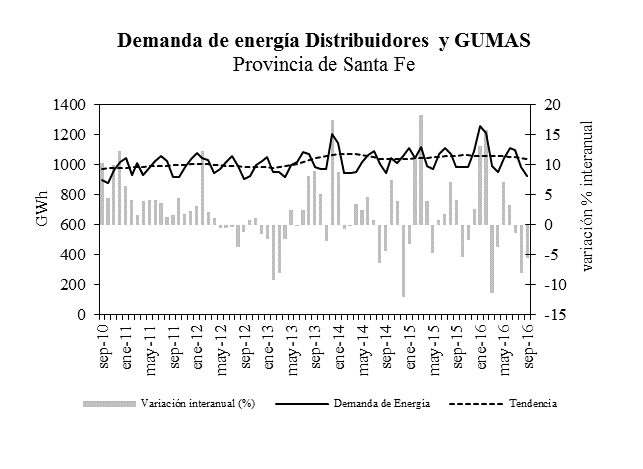 Demanda de energía Distribuidores y GUMAS
Provincia de Santa Fe
1400
1200
1000
800
600
400
200
0
GWh
20
15
10
5
0
-5
-10
-15
variación % interanual
sep-10
ene-11
may-11
sep-11
ene-12
may-12
sep-12
ene-13
may-13
sep-13
ene-14
may-14
sep-14
ene-15
may-15
sep-15
ene-16
may-16
sep-16
Variación interanual (%)
Demanda de Energía
Tendencia